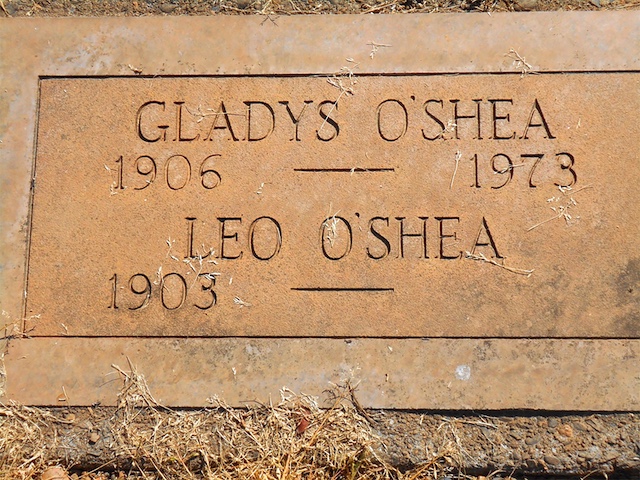 GLADYS O'SHEA
1906 — 1973
LEO O'SHEA
1903 —